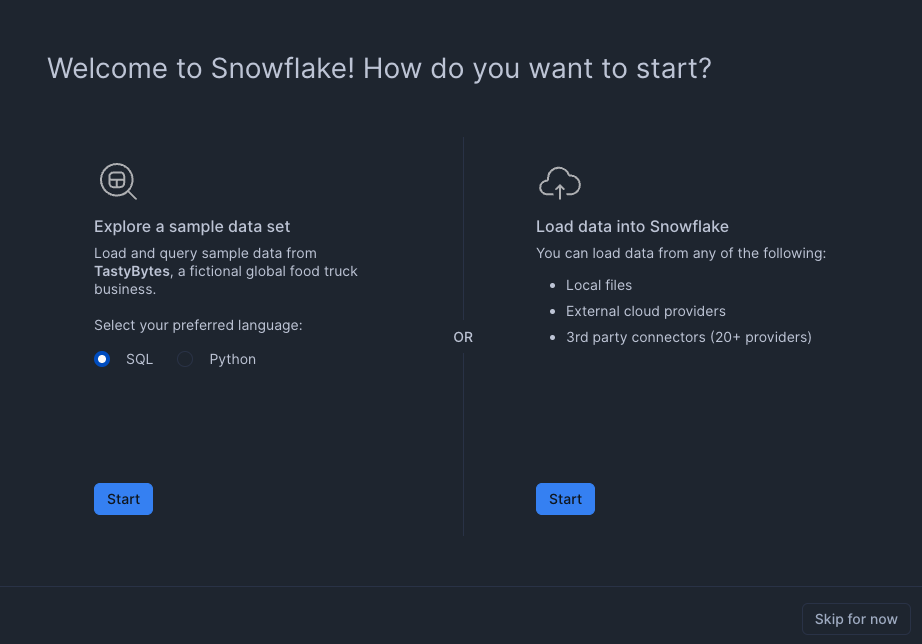 Welcome to Snowflake! How do you want to start?
Explore a sample data set
Load and query sample data from
TastyBytes, a fictional global food truck
business.
Select your preferred language:
SQL
Python
Start
OR
Load data into Snowflake
You can load data from any of the following:
Local files
External cloud providers
3rd party connectors (20+ providers)
Start
Skip for now